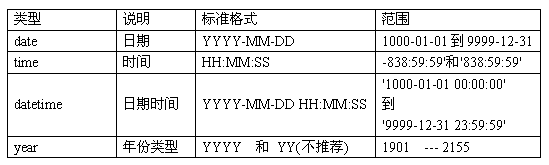 类型 说明 标准格式 范围
date 日期 YYYY-MM-DD 1000-01-01 到 9999-12-31
time 时间 HH:MM:SS -838:59:59'和'838:59:59'
datetime 日期时间 YYYY-MM-DD HH:MM:SS '1000-01-01 00:00:00'
到
'9999-12-31 23:59:59'
year 年份类型 YYYY 和 YY(不推荐) 1901 --- 2155